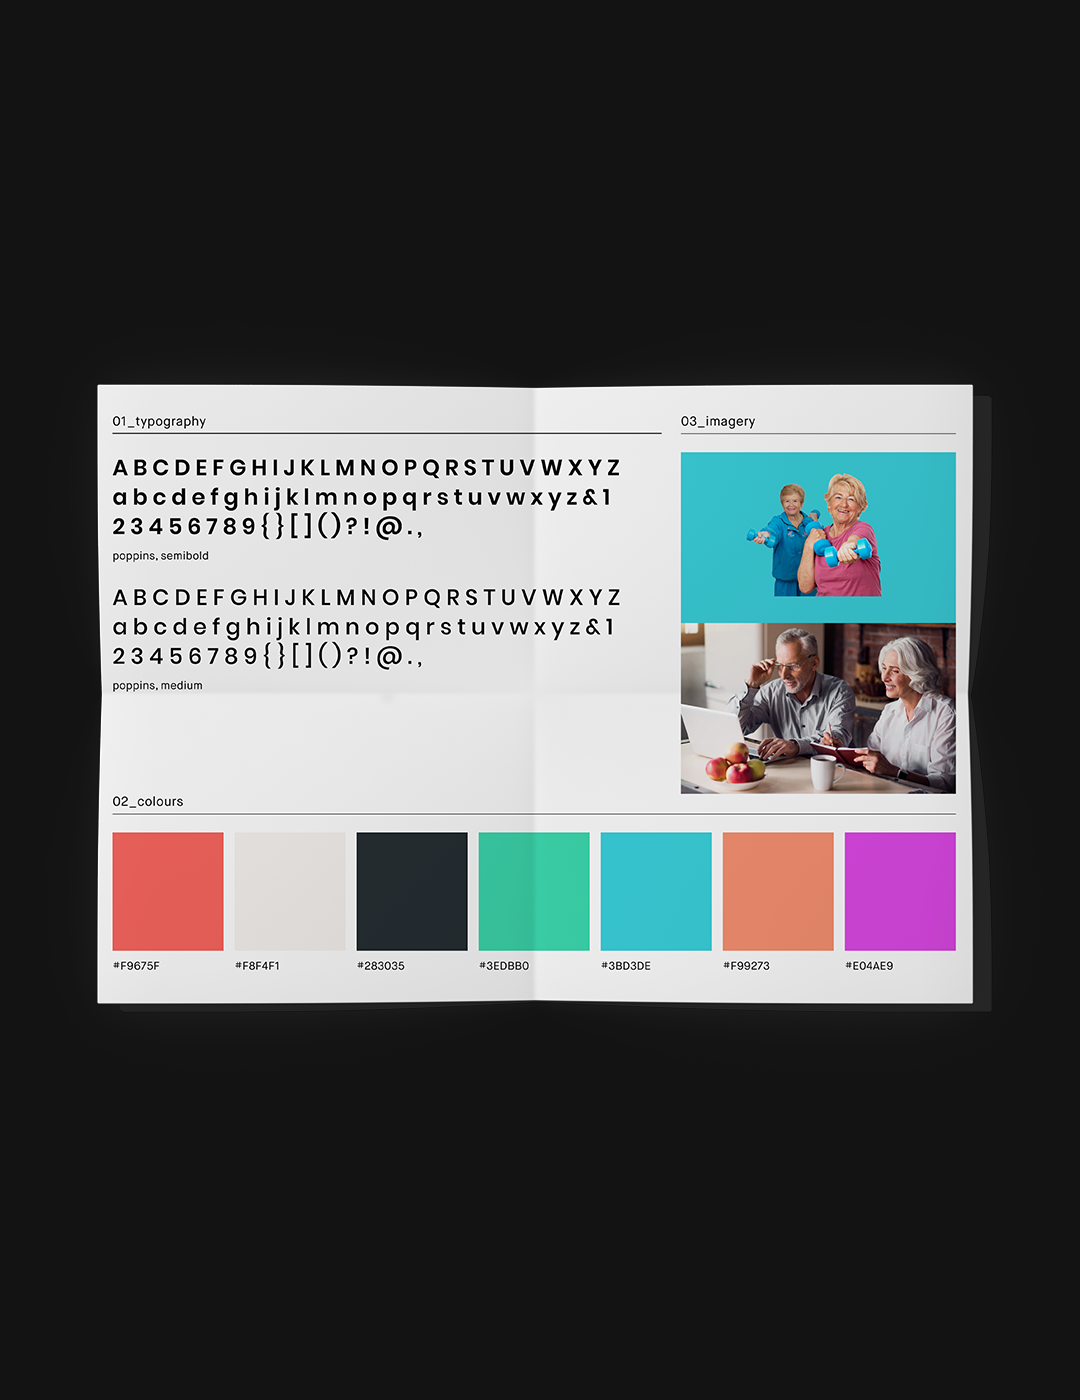 01_typography
ABCDEFGHIJKLMNOPQRSTUVWXYZ
abcdefghijklmnopqrstuvwxyz&1
23456789{}[]()?!@.,
poppins, semibold
ABCDEFGHIJKLMNOPQRSTUVWXYZ
abcdefghijklmnopqrstuvwxyz&1
23456789{}[]()?!@.,
poppins, medium
03_imagery
02_colours
#F9675F
#F8F4F1
#283035
#3EDBB0
#3BD3DE
#F99273
#E04AE9